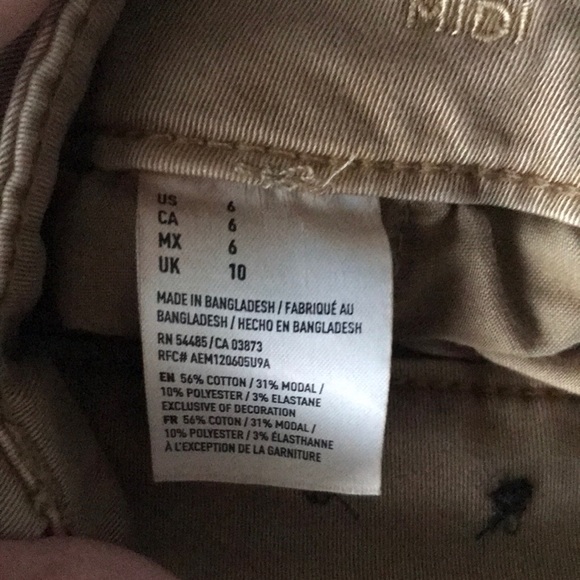 MIDI
US 6
CA 6
MX 6
UK 10
MADE IN BANGLADESH / FABRIQUÉ AU
BANGLADESH / HECHO EN BANGLADESH
RN 54485 / CA 03873
RFC# AEM120605U9A
EN 56% COTTON / 31% MODAL /
10% POLYESTER / 3% ELASTANE
EXCLUSIVE OF DECORATION
FR 56% COTON / 31% MODAL /
10% POLYESTER / 3% ÉLASTHANNE
À L'EXCEPTION DE LA GARNITURE